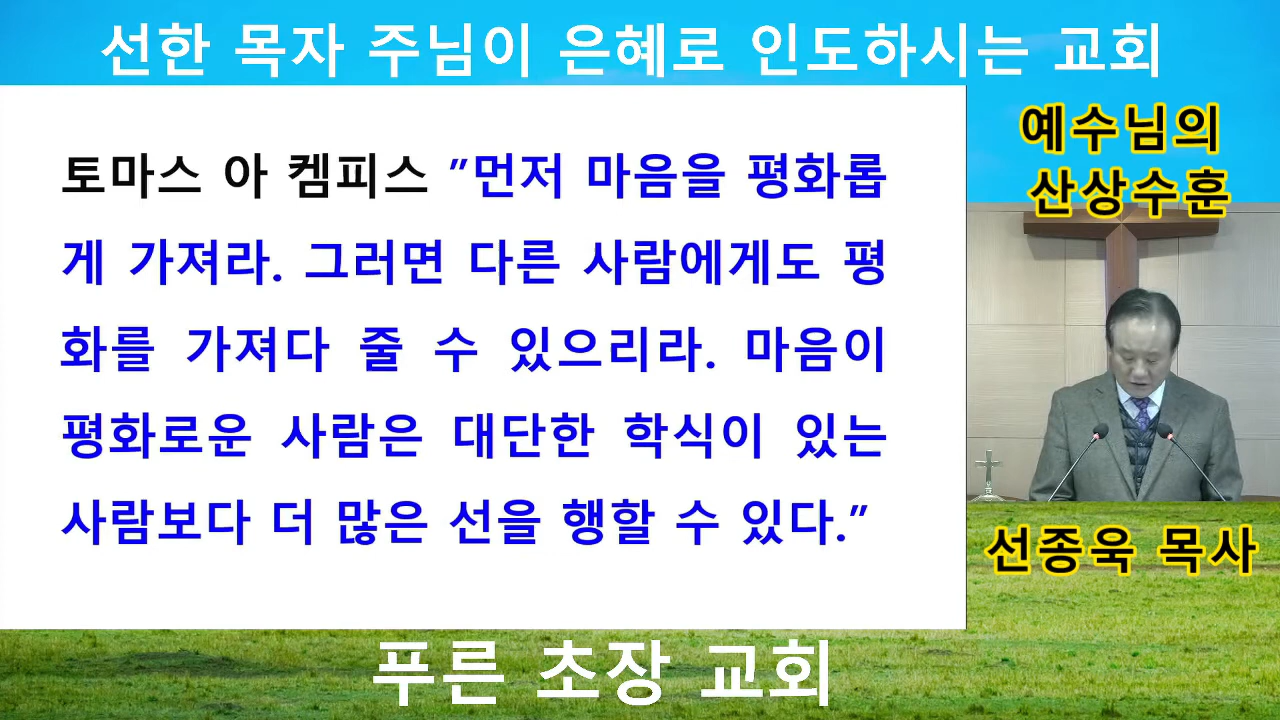 선한 목자 주님이 은혜로 인도하시는 교회
토마스 아 켐피스 "먼저 마음을 평화롭
게 가져라. 그러면 다른 사람에게도 평
화를 가져다 줄 수 있으리라. 마음이
평화로운 사람은 대단한 학식이 있는
사람보다 더 많은 선을 행할 수 있다."
예수님의
산상수훈
선종욱 목사
푸른 초장 교회